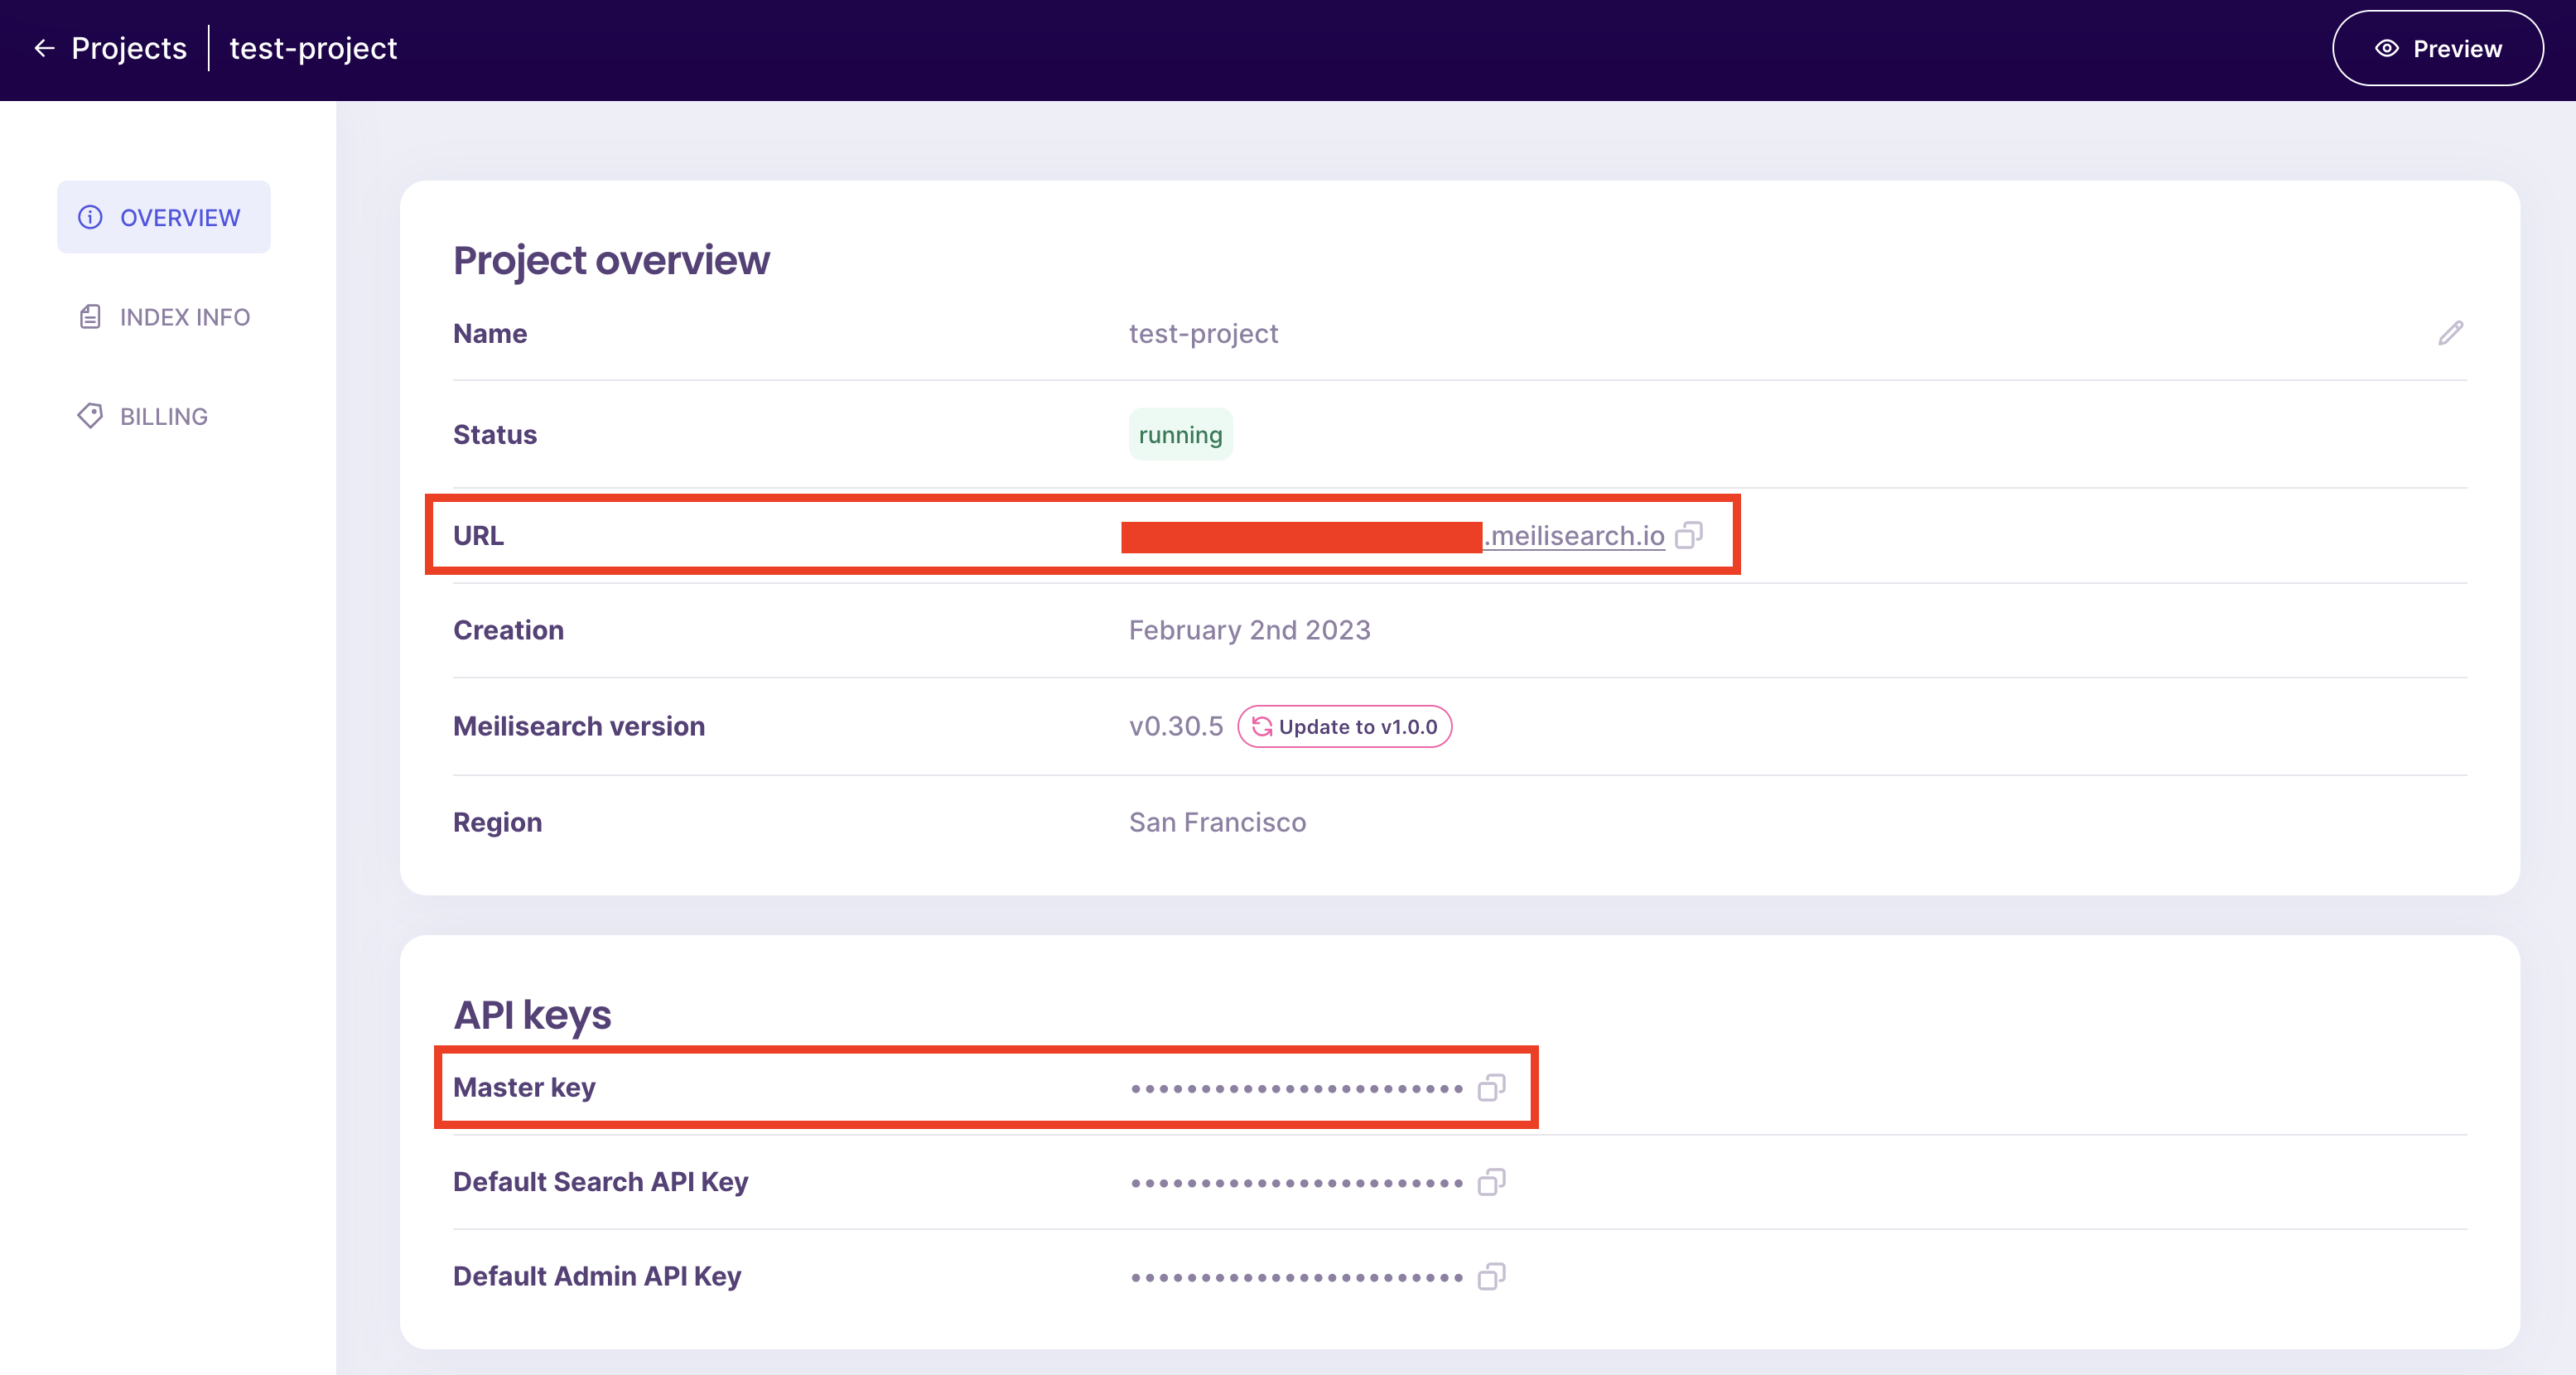 Projects | test-project
Preview
OVERVIEW
INDEX INFO
BILLING
Project overview
Name test-project
Status running
URL .meilisearch.io
Creation February 2nd 2023
Meilisearch version v0.30.5 Update to v1.0.0
Region San Francisco
API keys
Master key ••••••••••••••••••••••••
Default Search API Key ••••••••••••••••••••••••
Default Admin API Key ••••••••••••••••••••••••